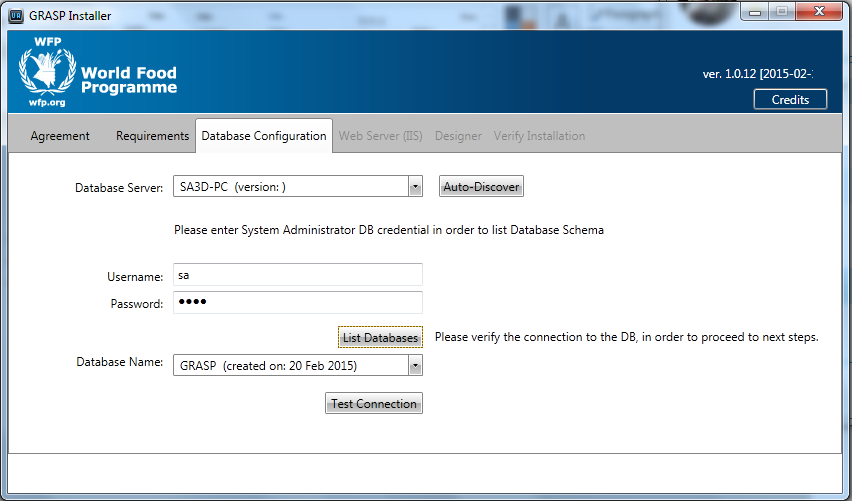 GRASP Installer
WFP
World Food
Programme
wfp.org
ver. 1.0.12 [2015-02-
Credits
Agreement
Requirements
Database Configuration
Web Server (IIS)
Designer
Verify Installation
Database Server:
SA3D-PC (version: )
Auto-Discover
Please enter System Administrator DB credential in order to list Database Schema
Username:
sa
Password:
••••
List Databases
Please verify the connection to the DB, in order to proceed to next steps.
Database Name:
GRASP (created on: 20 Feb 2015)
Test Connection